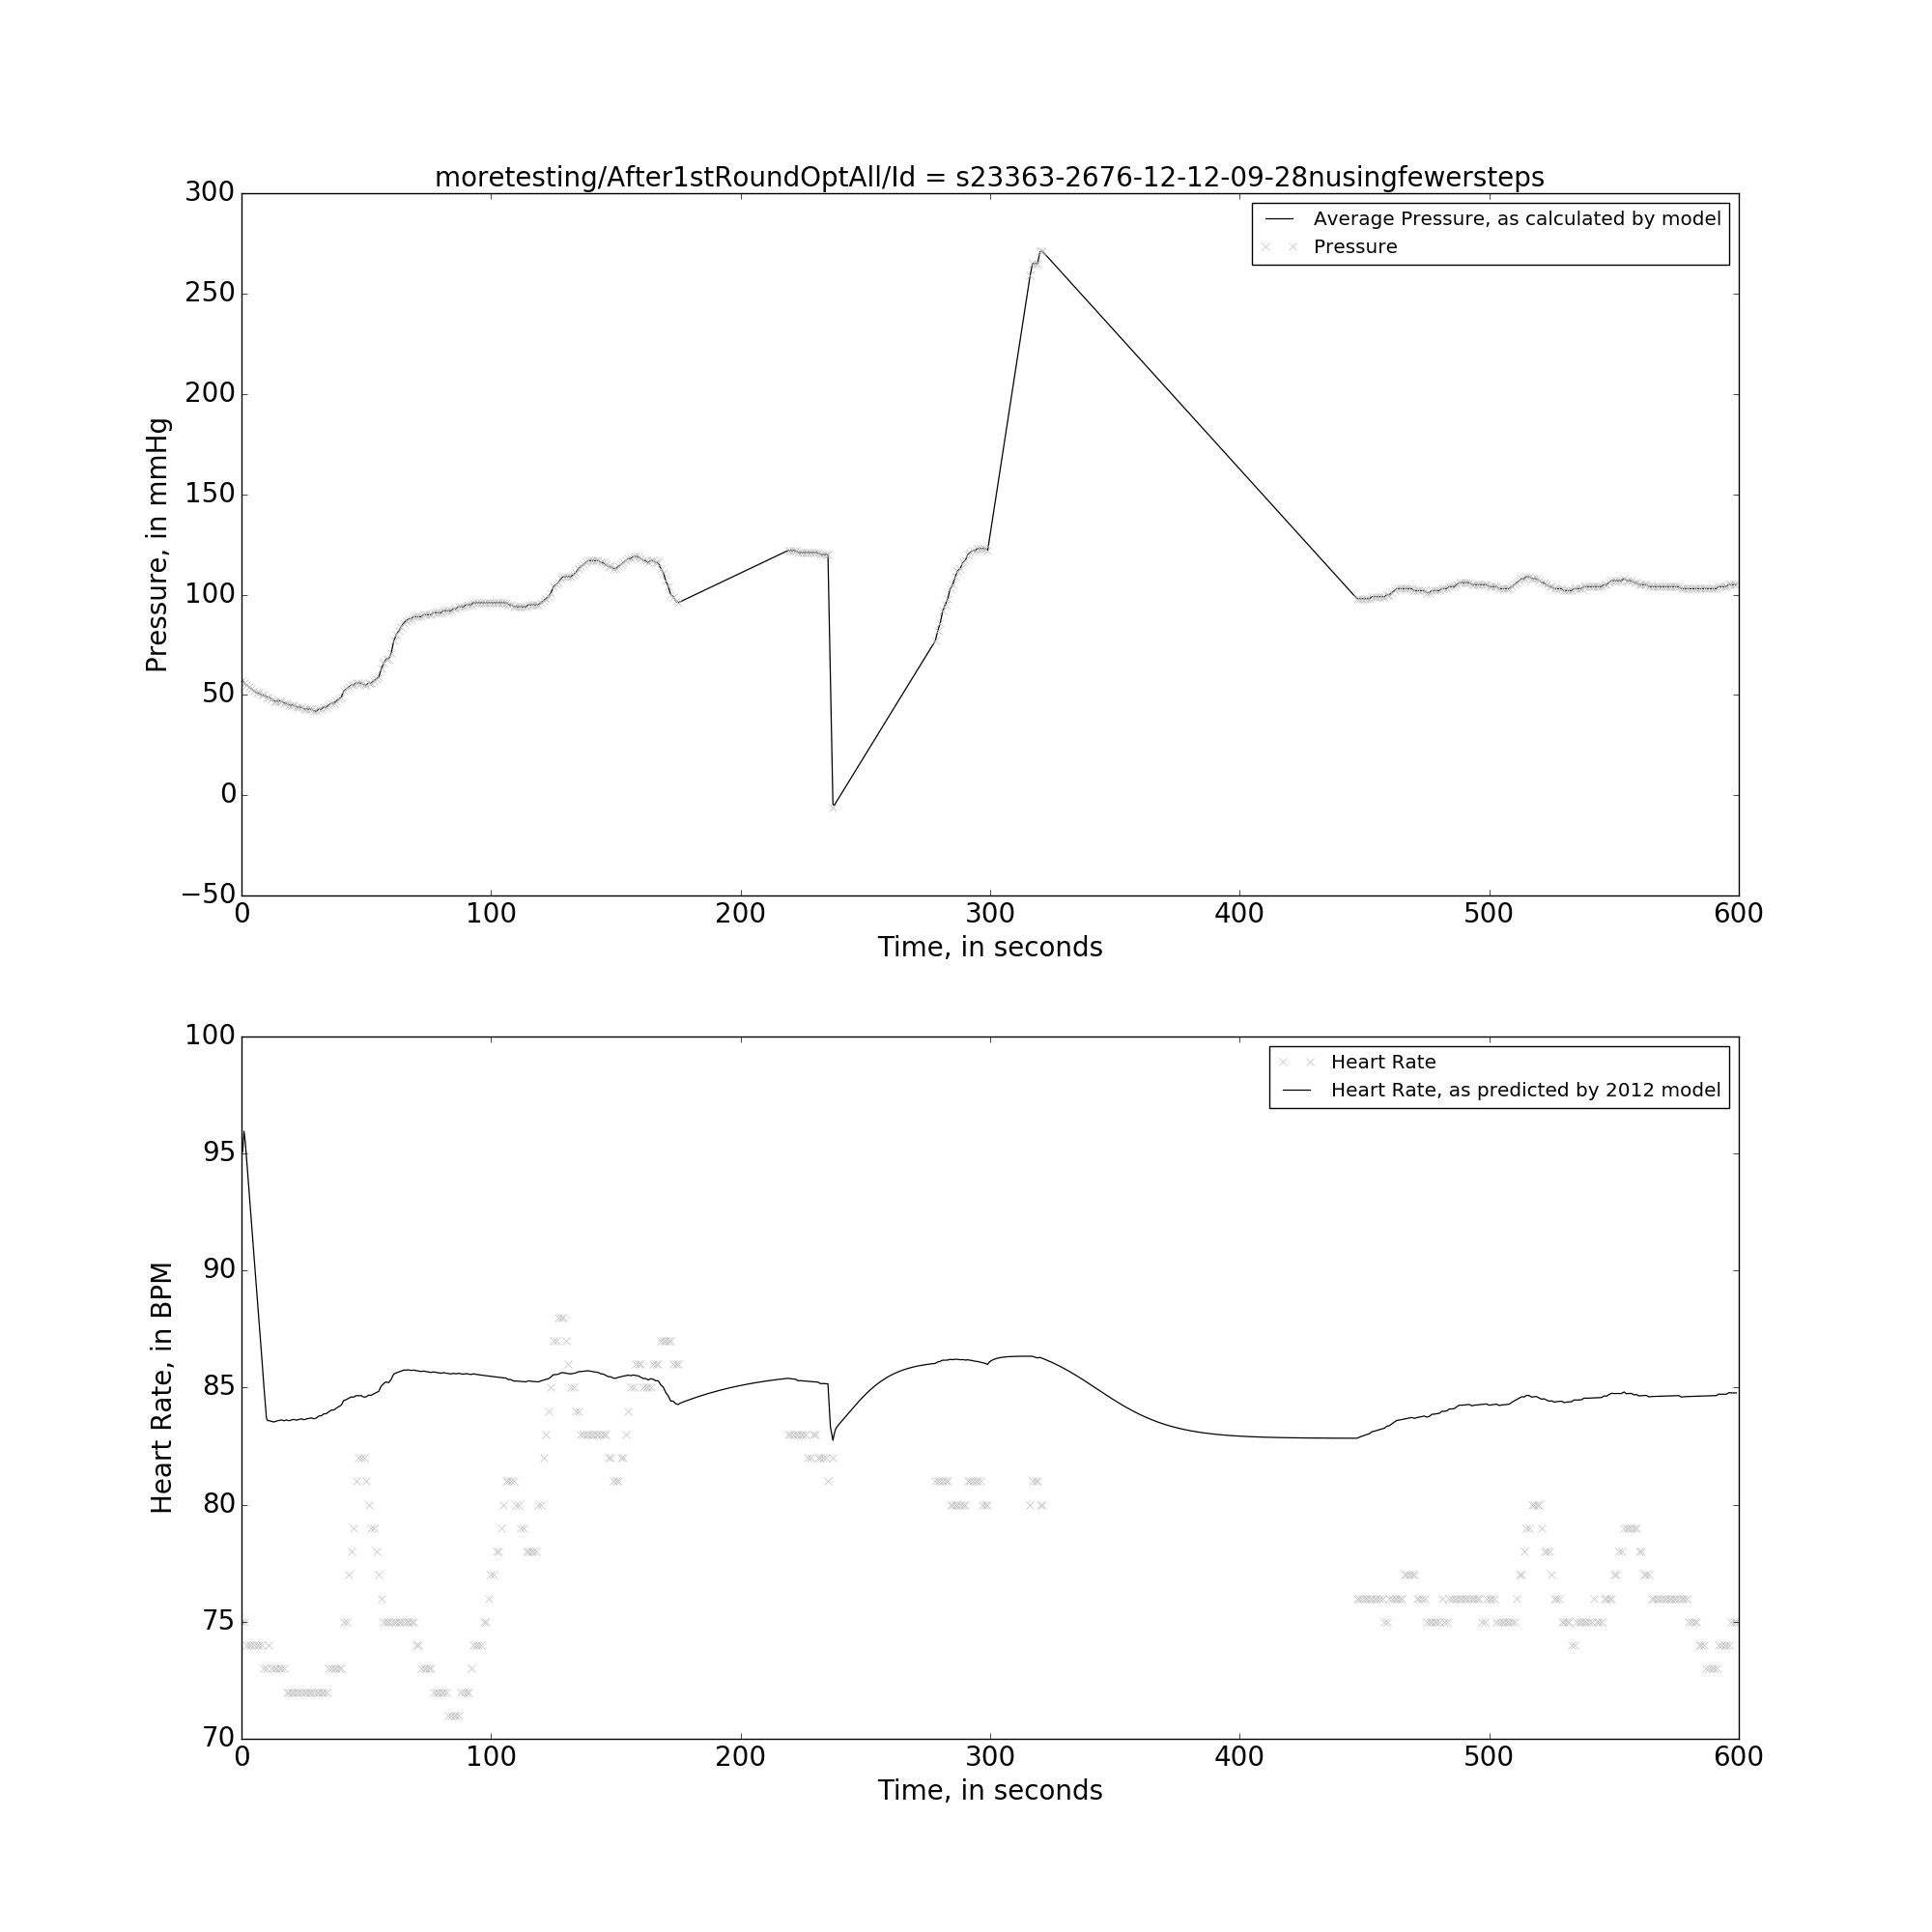 moretesting/After1stRoundOptAll/Id = s23363-2676-12-12-09-28nusingfewersteps
300
250
200
150
100
50
0
−50
Pressure, in mmHg
Average Pressure, as calculated by model
Pressure
0 100 200 300 400 500 600
Time, in seconds
100
95
90
85
80
75
70
Heart Rate, in BPM
Heart Rate
Heart Rate, as predicted by 2012 model
0 100 200 300 400 500 600
Time, in seconds